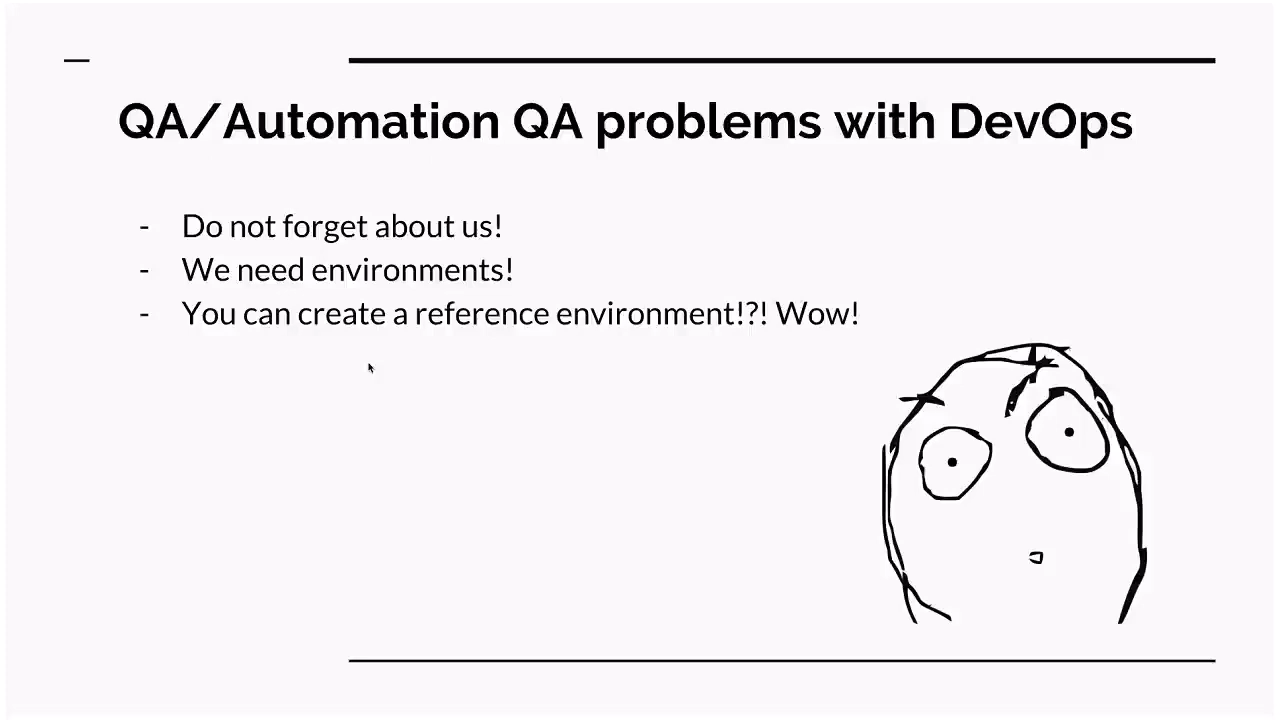 QA/Automation QA problems with DevOps
- Do not forget about us!
- We need environments!
- You can create a reference environment!?! Wow!